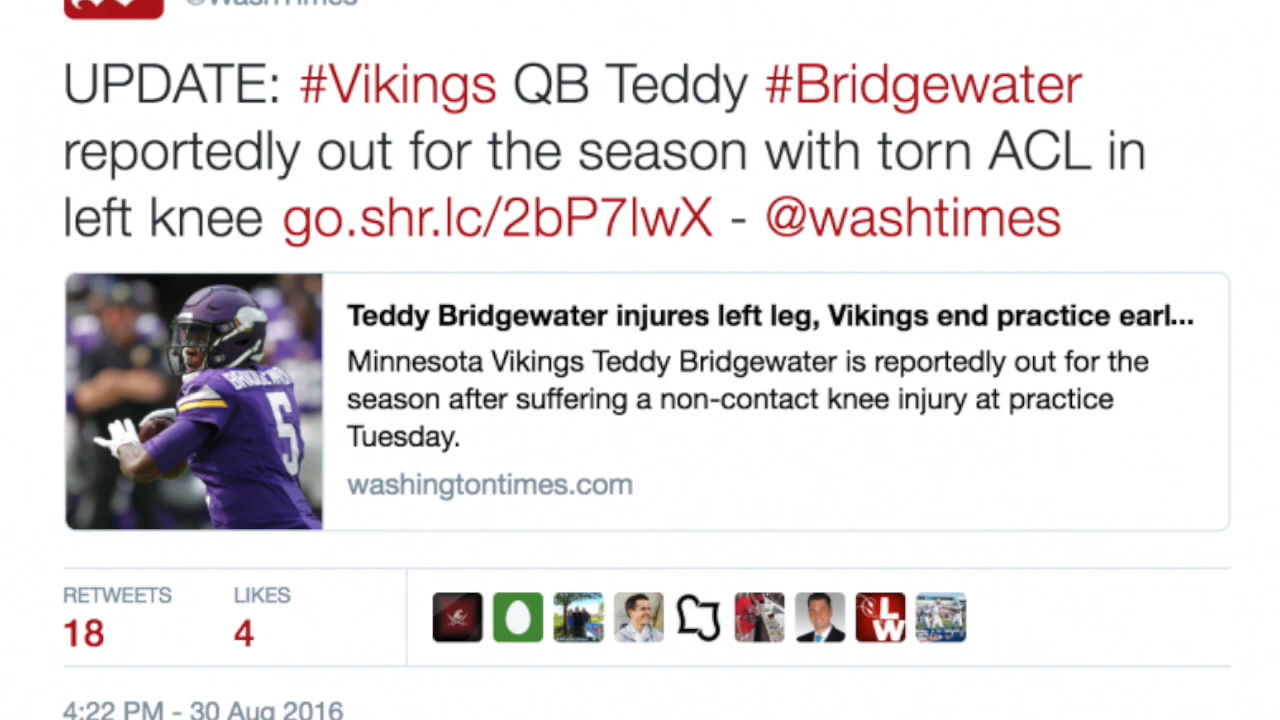 @WashTimes
UPDATE: #Vikings QB Teddy #Bridgewater
reportedly out for the season with torn ACL in
left knee go.shr.lc/2bP7lwX - @washtimes
Teddy Bridgewater injures left leg, Vikings end practice earl...
Minnesota Vikings Teddy Bridgewater is reportedly out for the
season after suffering a non-contact knee injury at practice
Tuesday.
washingtontimes.com
BRIDGEWATER
5
RETWEETS LIKES
18 4
L
W
4:22 PM - 30 Aug 2016